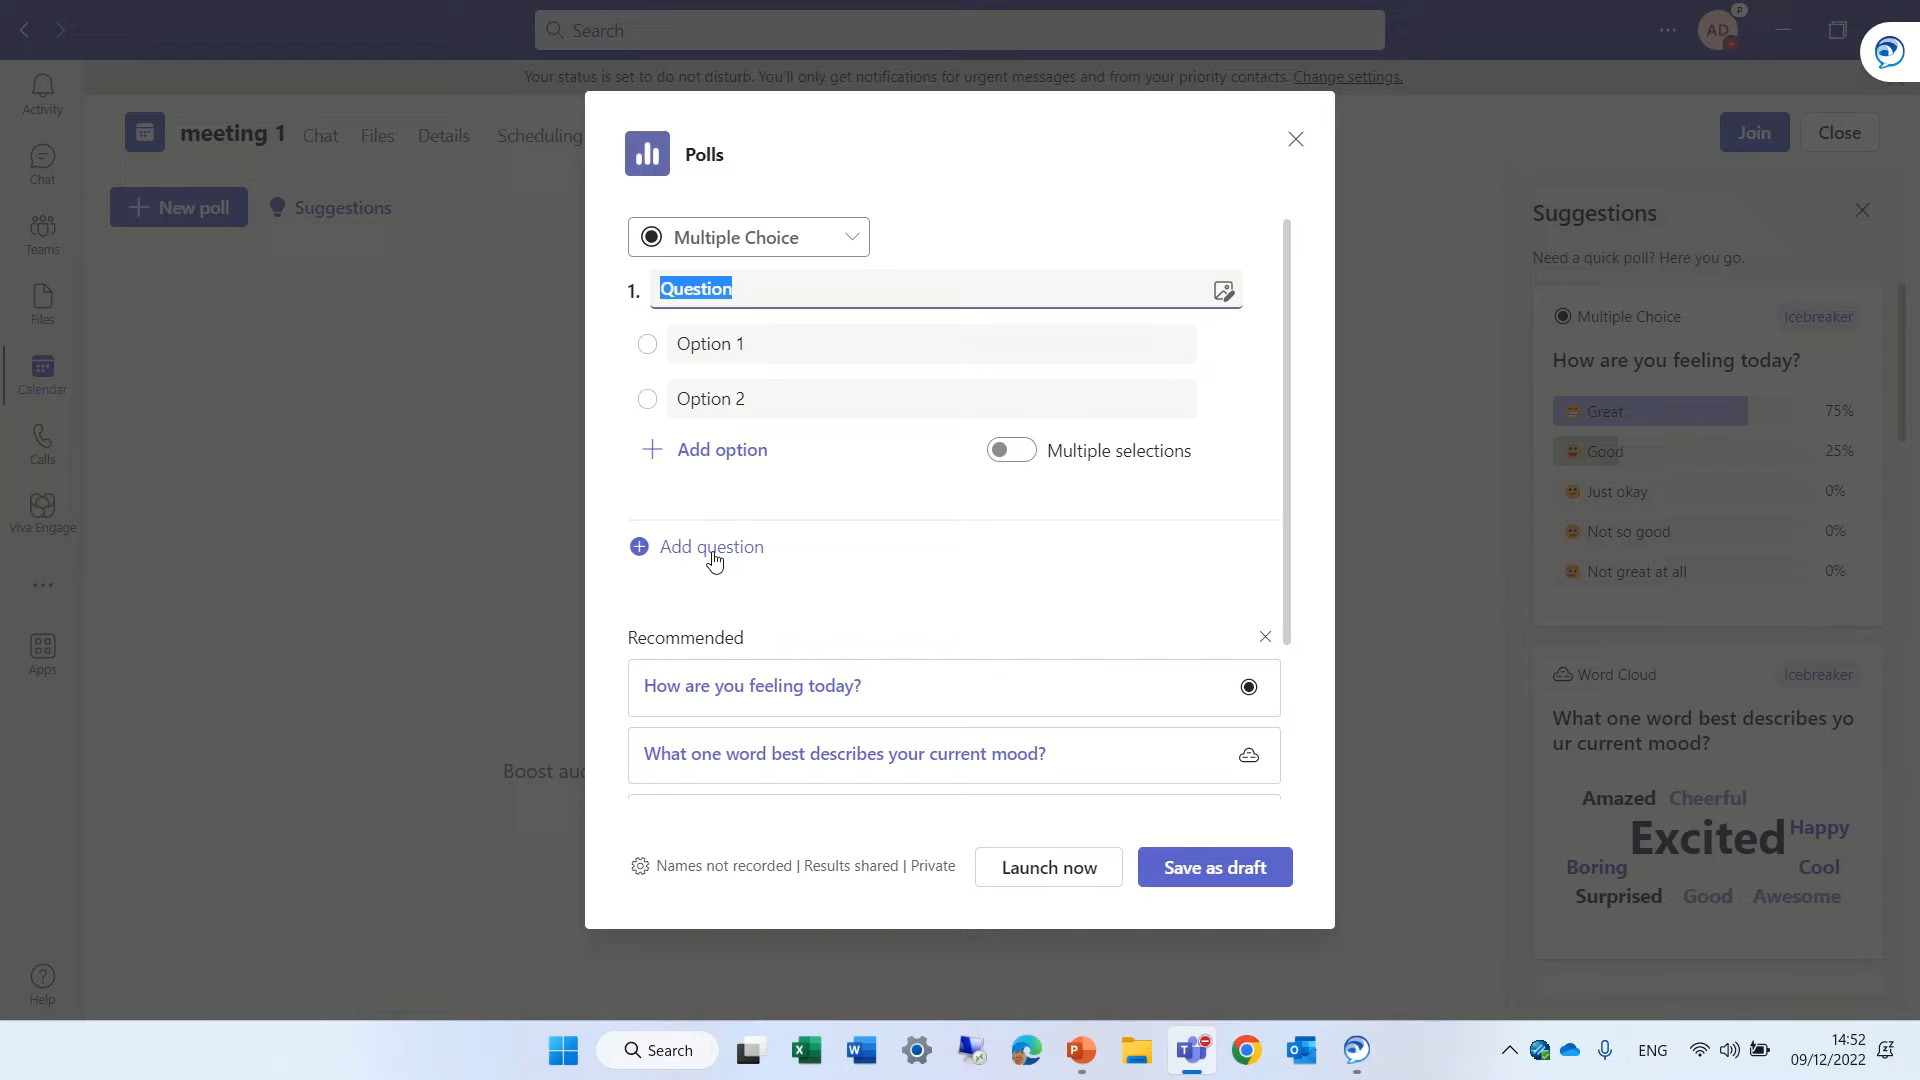 Search
AD
P
Your status is set to do not disturb. You'll only get notifications for urgent messages and from your priority contacts. Change settings.
Activity
Chat
Teams
Files
Calendar
Calls
Viva Engage
Apps
Help
meeting 1 Chat Files Details Scheduling
Join Close
New poll Suggestions
Boost
Polls
Multiple Choice
1. Question
Option 1
Option 2
Add option Multiple selections
Add question
Recommended
How are you feeling today?
What one word best describes your current mood?
Names not recorded | Results shared | Private
Launch now
Save as draft
Suggestions
Need a quick poll? Here you go.
Multiple Choice Icebreaker
How are you feeling today?
Great 75%
Good 25%
Just okay 0%
Not so good 0%
Not great at all 0%
Word Cloud Icebreaker
What one word best describes yo
ur current mood?
Amazed Cheerful
Excited Happy
Boring Cool
Surprised Good Awesome
Search
ENG
14:52
09/12/2022